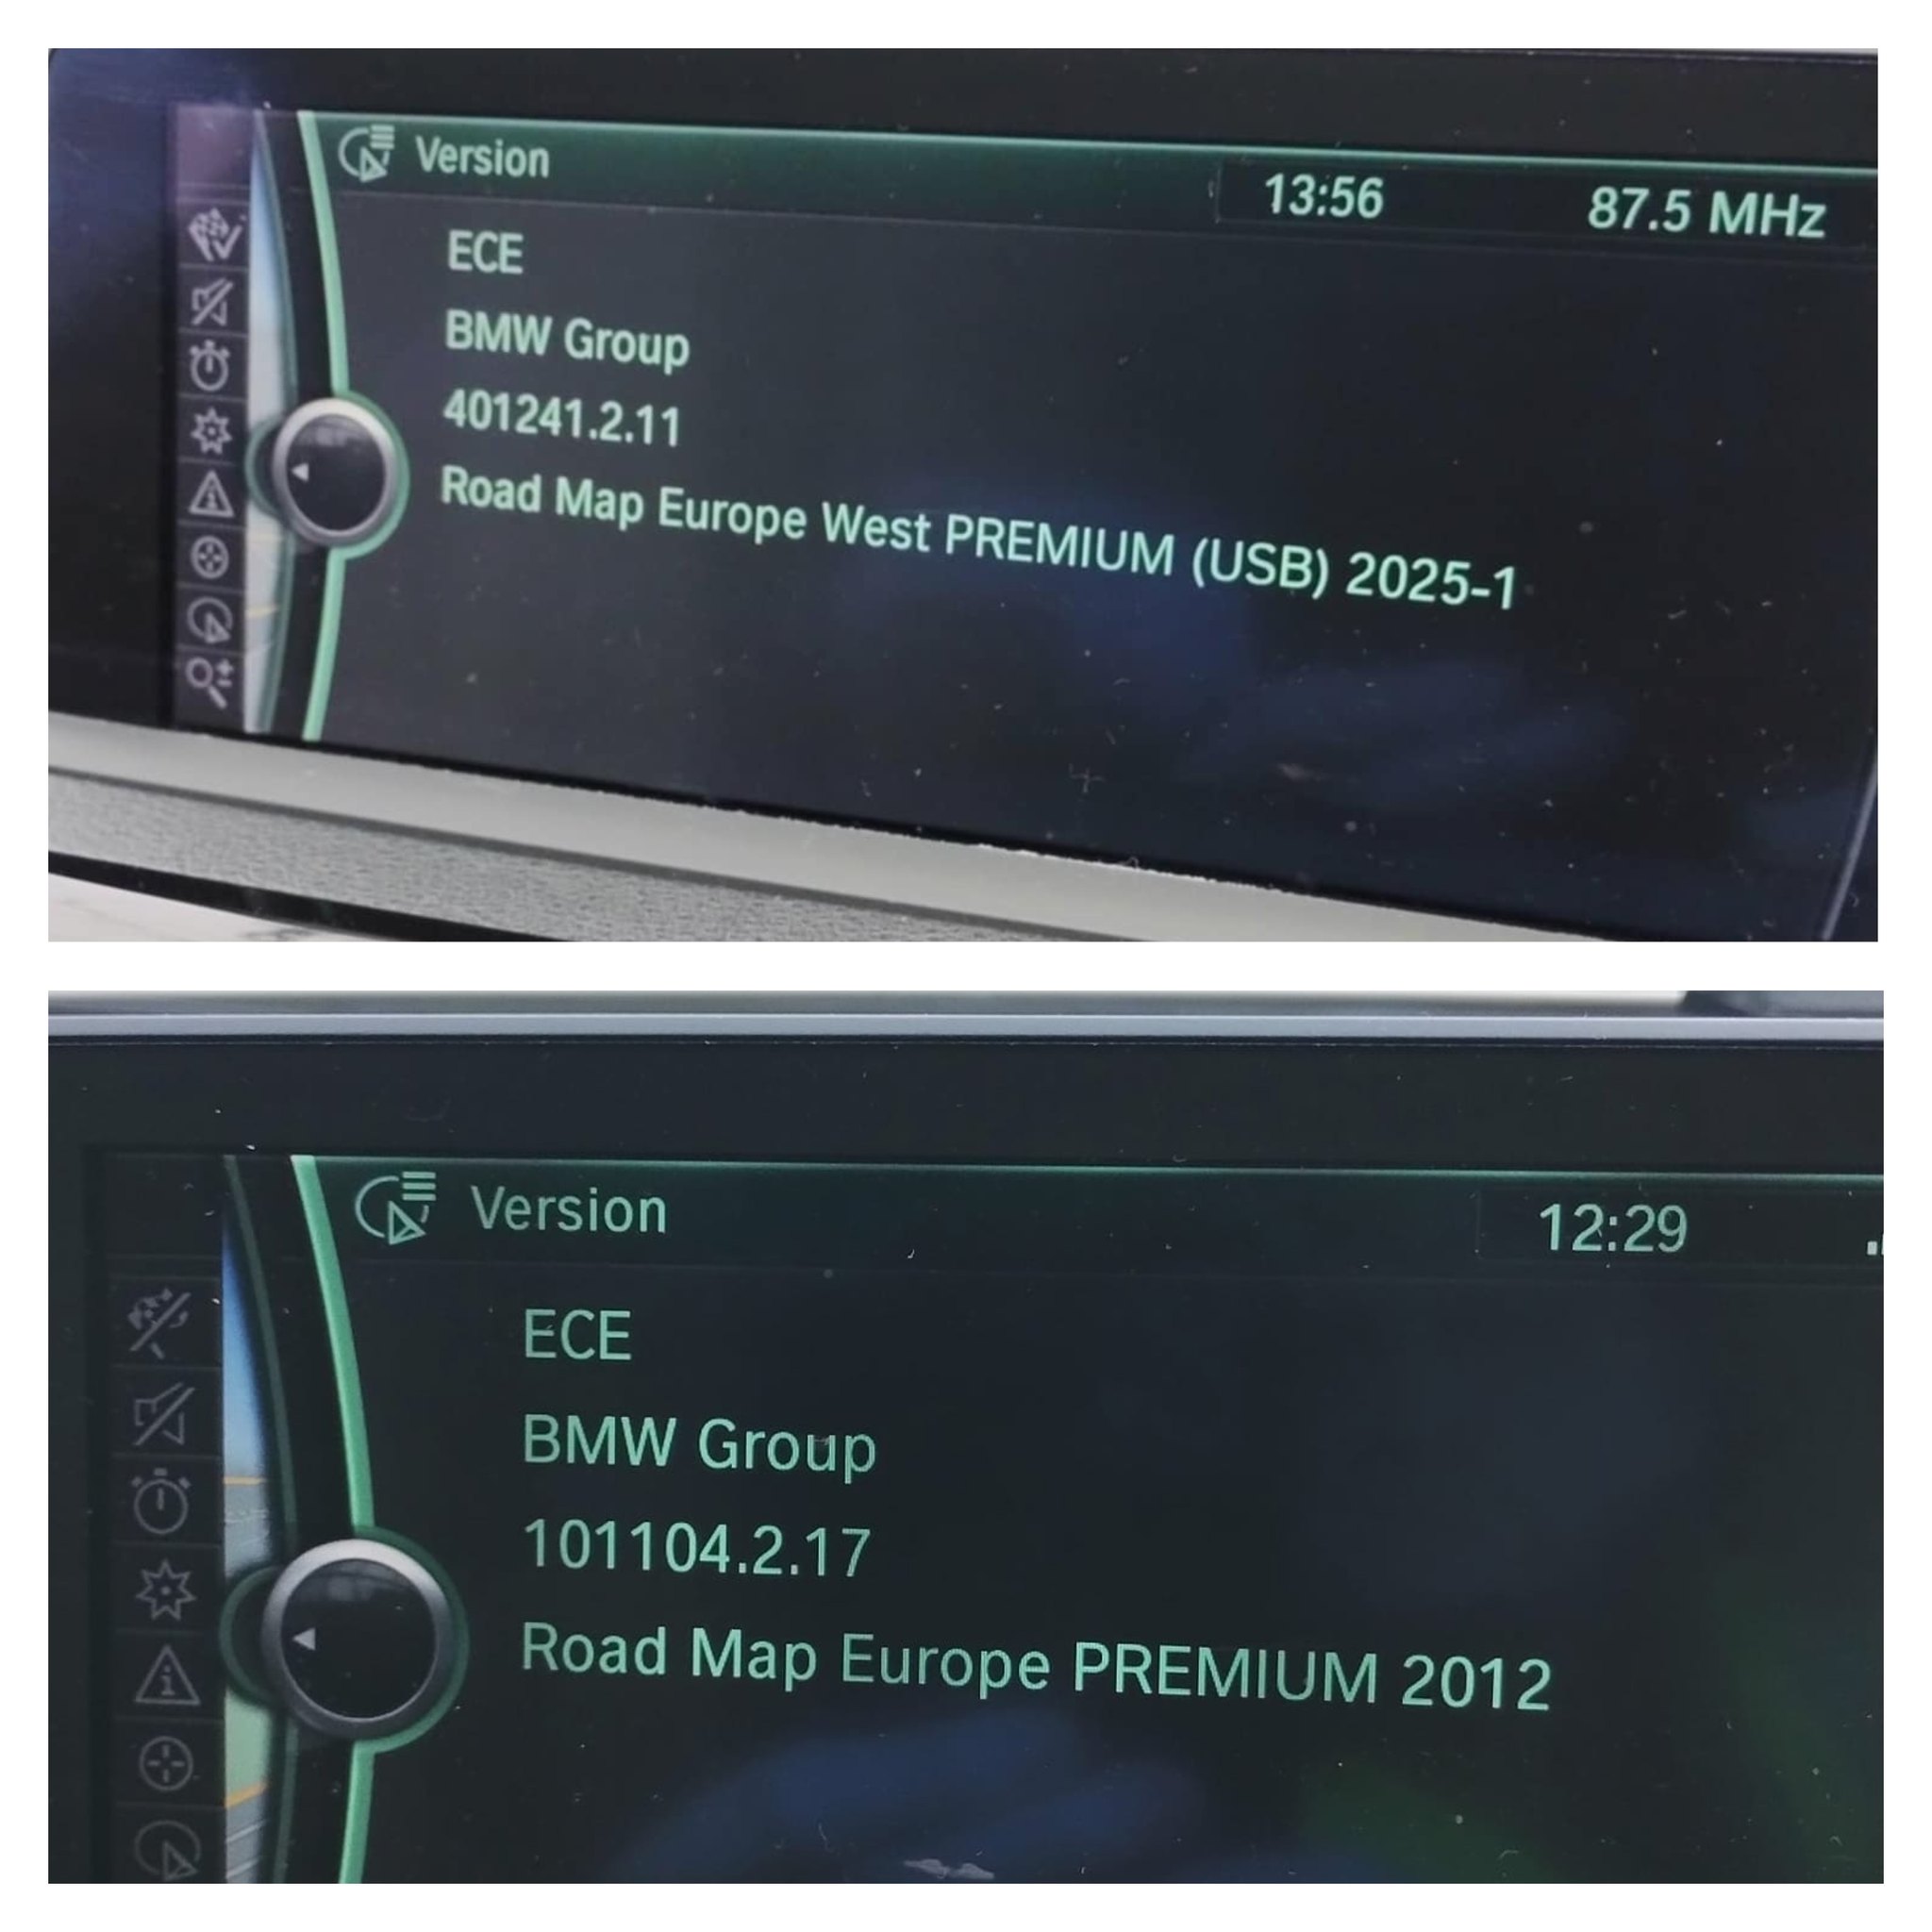 Version
13:56
87.5 MHz
ECE
BMW Group
401241.2.11
Road Map Europe West PREMIUM (USB) 2025-1
Version
12:29
ECE
BMW Group
101104.2.17
Road Map Europe PREMIUM 2012